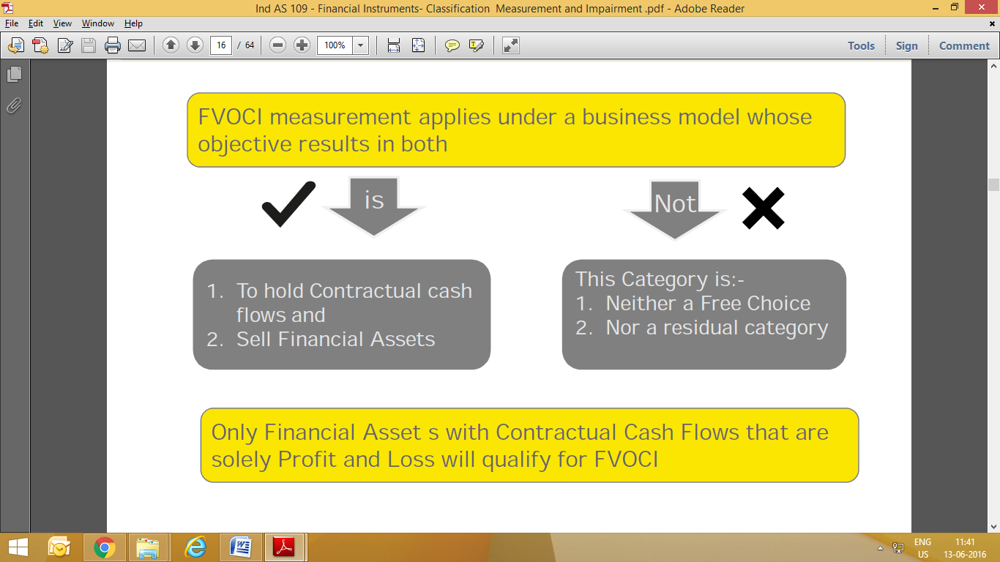 Ind AS 109 - Financial Instruments- Classification  Measurement and Impairment .pdf - Adobe Reader
File Edit View Window Help
16 / 64 100% Tools Sign Comment
FVOCI measurement applies under a business model whose
objective results in both
is
Not
1. To hold Contractual cash
flows and
2. Sell Financial Assets
This Category is:-
1. Neither a Free Choice
2. Nor a residual category
Only Financial Asset s with Contractual Cash Flows that are
solely Profit and Loss will qualify for FVOCI
ENG 11:41
US 13-06-2016